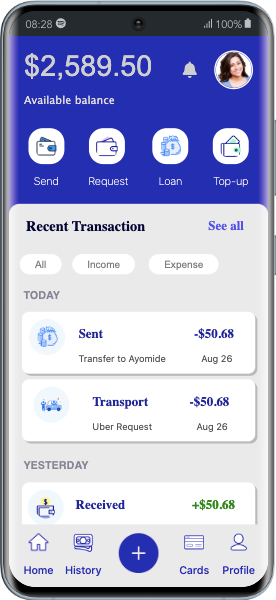 08:28 100%
$2,589.50
Available balance
Send Request Loan Top-up
Recent Transaction See all
All Income Expense
TODAY
Sent -$50.68
Transfer to Ayomide Aug 26
Transport -$50.68
Uber Request Aug 26
YESTERDAY
Received +$50.68
Home History + Cards Profile